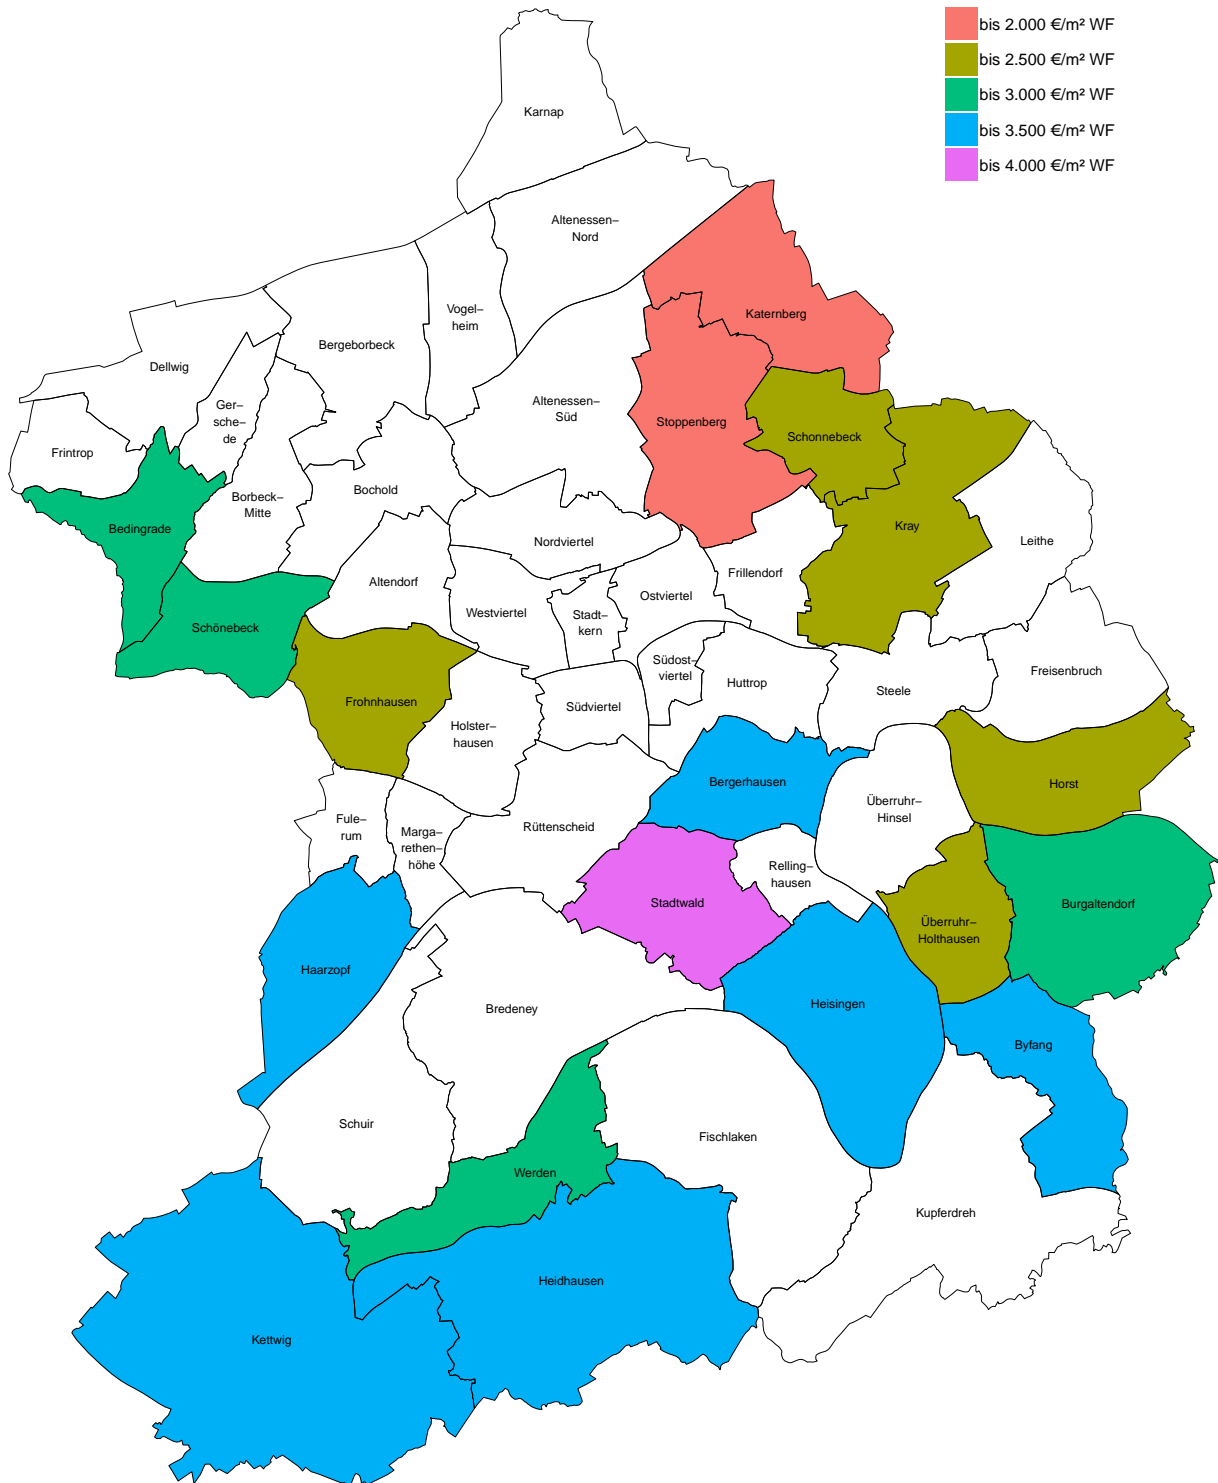 bis 2.000 €/m² WF
bis 2.500 €/m² WF
bis 3.000 €/m² WF
bis 3.500 €/m² WF
bis 4.000 €/m² WF
Karnap
Altenessen–
Nord
Vogel–
heim
Katernberg
Bergeborbeck
Dellwig
Altenessen–
Süd
Ger–
sche–
de
Stoppenberg
Schonnebeck
Frintrop
Bochold
Borbeck–
Mitte
Bedingrade
Nordviertel
Kray
Leithe
Frillendorf
Altendorf
Ostviertel
Westviertel
Stadt–
kern
Schönebeck
Südost–
viertel
Freisenbruch
Huttrop
Steele
Frohnhausen
Südviertel
Holster–
hausen
Bergerhausen
Horst
Überruhr–
Hinsel
Fule–
rum
Rüttenscheid
Marga–
rethen–
höhe
Relling–
hausen
Stadtwald
Burgaltendorf
Überruhr–
Holthausen
Haarzopf
Bredeney
Heisingen
Byfang
Schuir
Fischlaken
Werden
Kupferdreh
Heidhausen
Kettwig